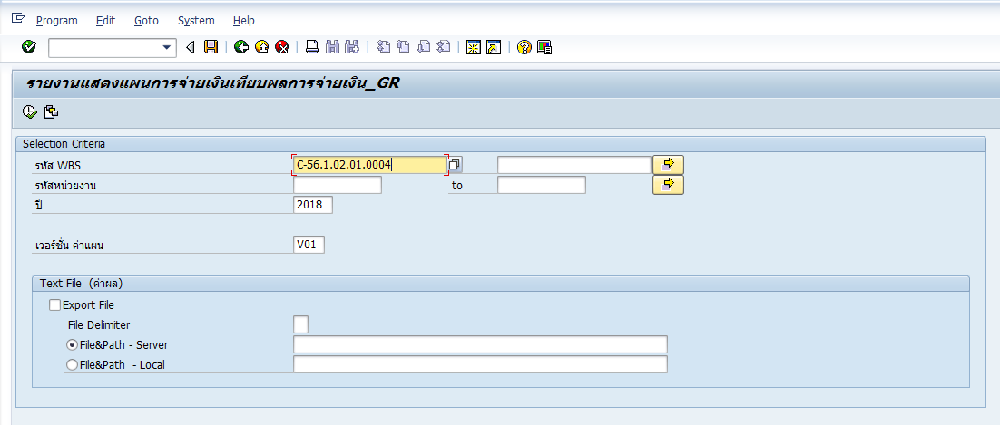 Program Edit Goto System Help
รายงานแสดงแผนการจ่ายเงินเทียบผลการจ่ายเงิน_GR
Selection Criteria
รหัส WBS C-56.1.02.01.0004
รหัสหน่วยงาน to
ปี 2018
เวอร์ชั่น ค่าแผน V01
Text File (ค่าผล)
Export File
File Delimiter
File&Path - Server
File&Path - Local